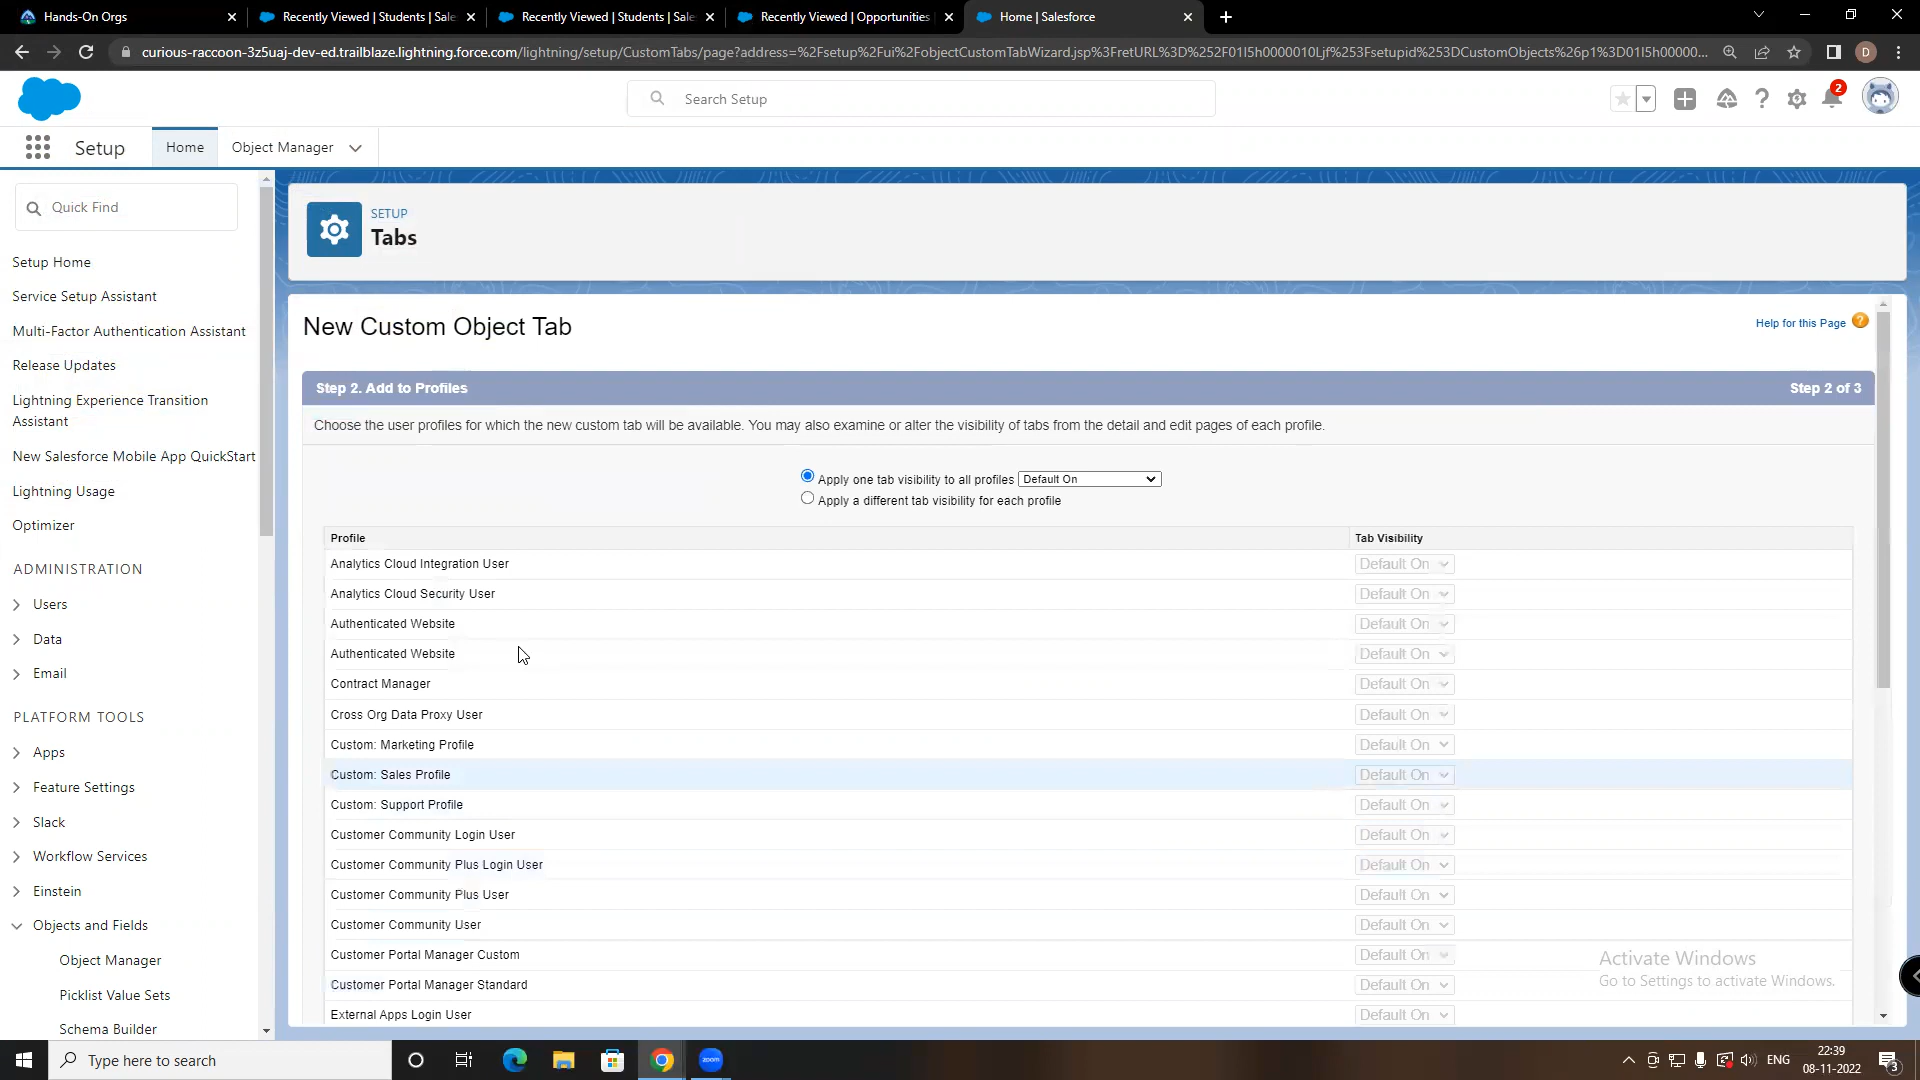 Hands-On Orgs
Recently Viewed | Students | Sale
Recently Viewed | Students | Sale
Recently Viewed | Opportunities
Home | Salesforce
curious-raccoon-3z5uaj-dev-ed.trailblaze.lightning.force.com/lightning/setup/CustomTabs/page?address=%2Fsetup%2Fui%2FobjectCustomTabWizard.jsp%3FretURL%3D%252F01I5h0000010Ljf%253Fsetupid%253DCustomObjects%26p1%3D01I5h00000...
D
Search Setup
2
Setup
Home
Object Manager
Quick Find
Setup Home
Service Setup Assistant
Multi-Factor Authentication Assistant
Release Updates
Lightning Experience Transition
Assistant
New Salesforce Mobile App QuickStart
Lightning Usage
Optimizer
ADMINISTRATION
Users
Data
Email
PLATFORM TOOLS
Apps
Feature Settings
Slack
Workflow Services
Einstein
Objects and Fields
Object Manager
Picklist Value Sets
Schema Builder
SETUP
Tabs
New Custom Object Tab
Help for this Page ?
Step 2. Add to Profiles
Step 2 of 3
Choose the user profiles for which the new custom tab will be available. You may also examine or alter the visibility of tabs from the detail and edit pages of each profile.
Apply one tab visibility to all profiles Default On
Apply a different tab visibility for each profile
Profile Tab Visibility
Analytics Cloud Integration User Default On
Analytics Cloud Security User Default On
Authenticated Website Default On
Authenticated Website Default On
Contract Manager Default On
Cross Org Data Proxy User Default On
Custom: Marketing Profile Default On
Custom: Sales Profile Default On
Custom: Support Profile Default On
Customer Community Login User Default On
Customer Community Plus Login User Default On
Customer Community Plus User Default On
Customer Community User Default On
Customer Portal Manager Custom Default On
Customer Portal Manager Standard Default On
External Apps Login User Default On
Activate Windows
Go to Settings to activate Windows.
Type here to search
zoom
ENG
22:39
08-11-2022
3